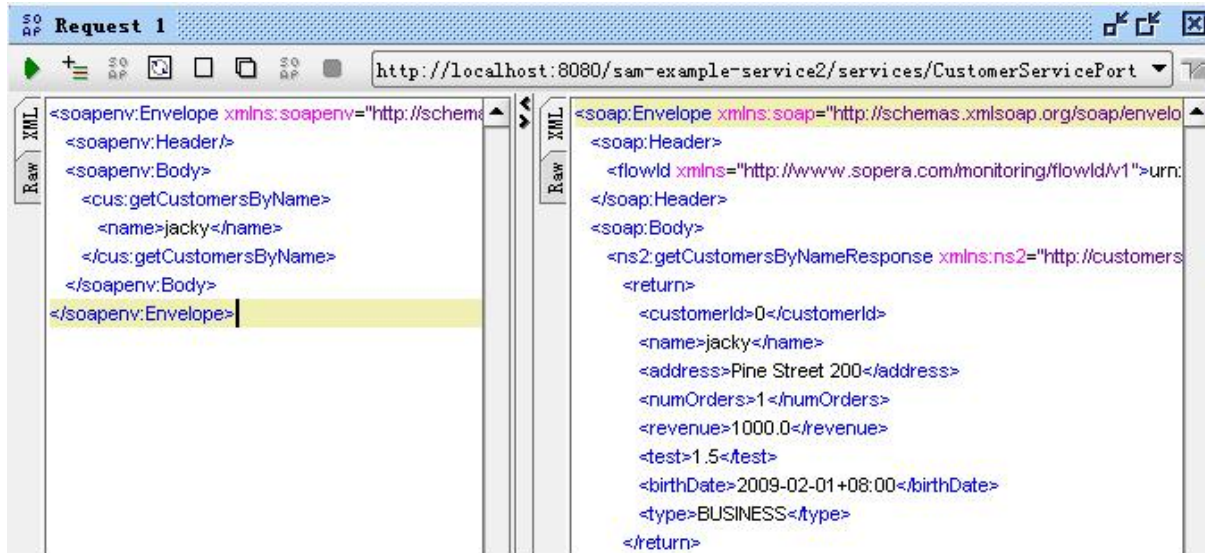 SOAP Request 1
SOAP SOAP http://localhost:8080/sam-example-service2/services/CustomerServicePort
XML
Raw
<soapenv:Envelope xmlns:soapenv="http://schema
<soapenv:Header/>
<soapenv:Body>
<cus:getCustomersByName>
<name>jacky</name>
</cus:getCustomersByName>
</soapenv:Body>
</soapenv:Envelope>
XML
Raw
<soap:Envelope xmlns:soap="http://schemas.xmlsoap.org/soap/envelo
<soap:Header>
<flowId xmlns="http://www.sopera.com/monitoring/flowId/v1">urn:
</soap:Header>
<soap:Body>
<ns2:getCustomersByNameResponse xmlns:ns2="http://customers
<return>
<customerId>0</customerId>
<name>jacky</name>
<address>Pine Street 200</address>
<numOrders>1</numOrders>
<revenue>1000.0</revenue>
<test>1.5</test>
<birthDate>2009-02-01+08:00</birthDate>
<type>BUSINESS</type>
</return>